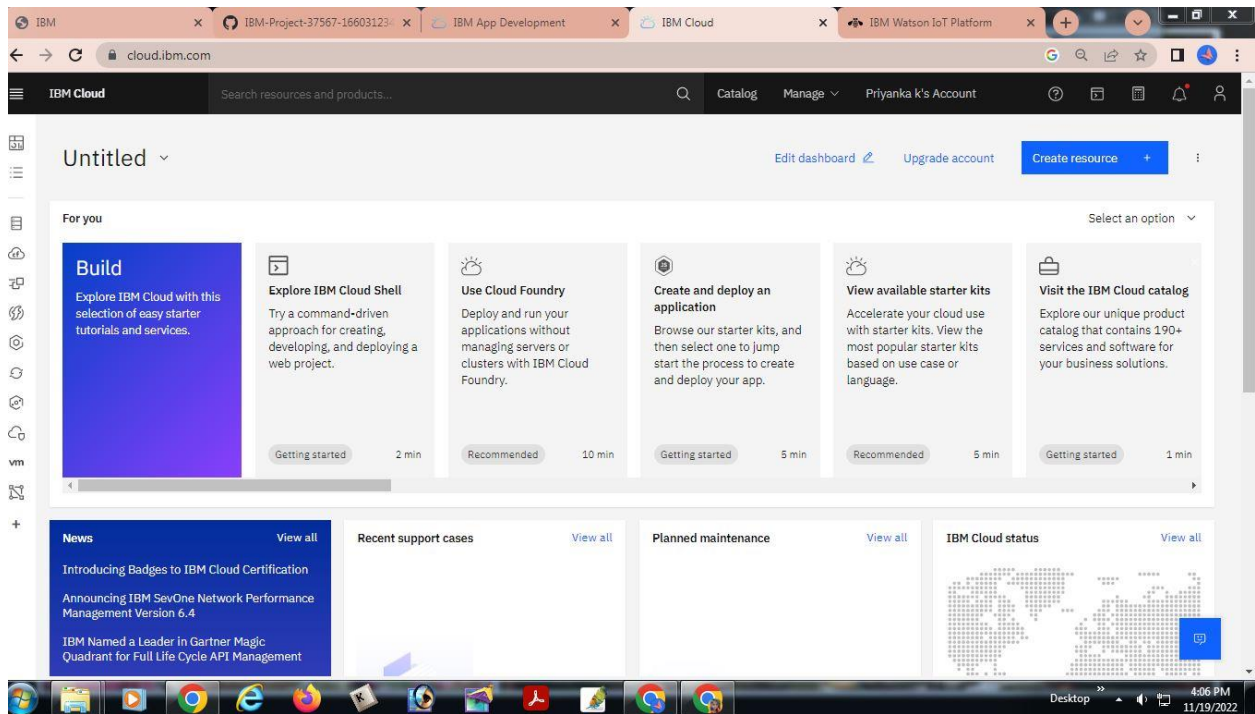 IBM
IBM-Project-37567-166031234
IBM App Development
IBM Cloud
IBM Watson IoT Platform
cloud.ibm.com
IBM Cloud
Search resources and products...
Catalog
Manage
Priyanka k's Account
Untitled
Edit dashboard
Upgrade account
Create resource +
For you
Select an option
Build
Explore IBM Cloud with this
selection of easy starter
tutorials and services.
Explore IBM Cloud Shell
Try a command-driven
approach for creating,
developing, and deploying a
web project.
Getting started
2 min
Use Cloud Foundry
Deploy and run your
applications without
managing servers or
clusters with IBM Cloud
Foundry.
Recommended
10 min
Create and deploy an
application
Browse our starter kits, and
then select one to jump
start the process to create
and deploy your app.
Getting started
5 min
View available starter kits
Accelerate your cloud use
with starter kits. View the
most popular starter kits
based on use case or
language.
Recommended
5 min
Visit the IBM Cloud catalog
Explore our unique product
catalog that contains 190+
services and software for
your business solutions.
Getting started
1 min
vm
News
View all
Introducing Badges to IBM Cloud Certification
Announcing IBM SevOne Network Performance
Management Version 6.4
IBM Named a Leader in Gartner Magic
Quadrant for Full Life Cycle API Management
Recent support cases
View all
Planned maintenance
View all
IBM Cloud status
View all
Desktop
4:06 PM
11/19/2022